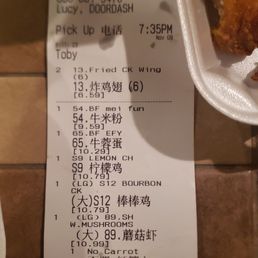 Lucy, DOORDASH
Pick Up 电话 7:35PM
Nov 09
Toby
2 13.Fried CK Wing
(6)
13.炸鸡翅 (6)
[6.59]
1 54.BF mei fun
54.牛米粉
[9.59]
1 65.BF EFY
65.牛蓉蛋
[10.29]
1 S9 LEMON CH
S9 柠檬鸡
[10.79]
1 (LG) S12 BOURBON
CK
(大)S12 棒棒鸡
[10.79]
1 (LG) 89.SH
W.MUSHROOMS
(大) 89.蘑菇虾
[10.99]
1 No Carrot